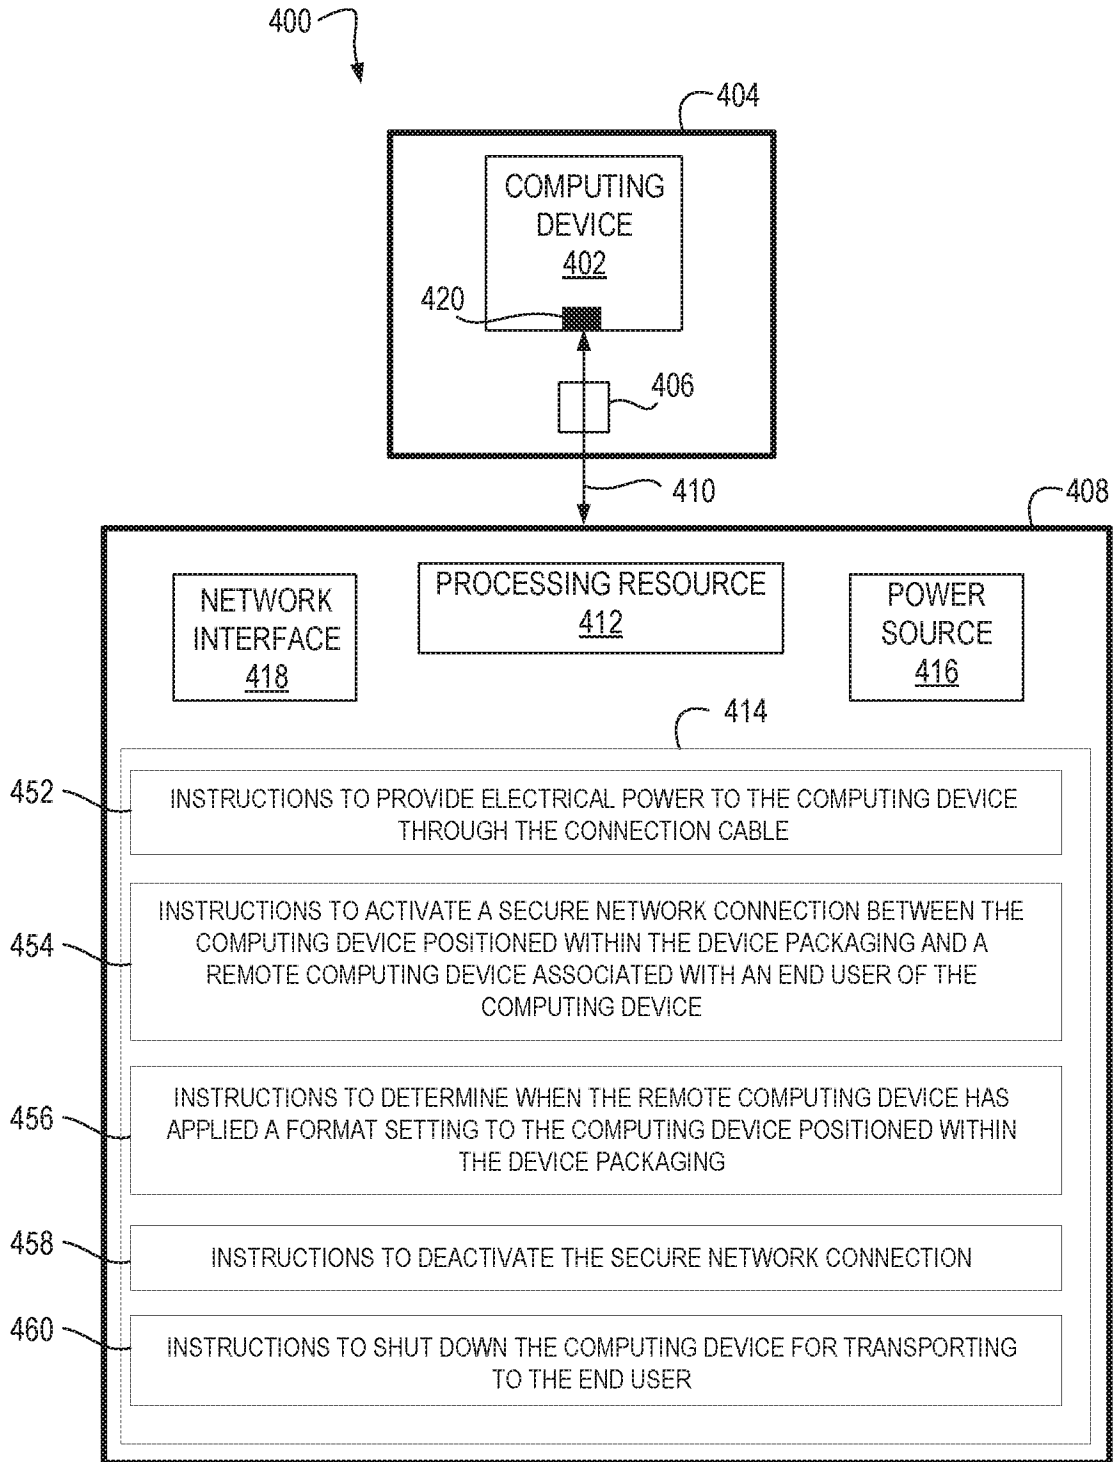 400
404
COMPUTING
DEVICE
402
420
406
410
408
NETWORK
INTERFACE
418
PROCESSING RESOURCE
412
POWER
SOURCE
416
414
452
INSTRUCTIONS TO PROVIDE ELECTRICAL POWER TO THE COMPUTING DEVICE
THROUGH THE CONNECTION CABLE
454
INSTRUCTIONS TO ACTIVATE A SECURE NETWORK CONNECTION BETWEEN THE
COMPUTING DEVICE POSITIONED WITHIN THE DEVICE PACKAGING AND A
REMOTE COMPUTING DEVICE ASSOCIATED WITH AN END USER OF THE
COMPUTING DEVICE
456
INSTRUCTIONS TO DETERMINE WHEN THE REMOTE COMPUTING DEVICE HAS
APPLIED A FORMAT SETTING TO THE COMPUTING DEVICE POSITIONED WITHIN
THE DEVICE PACKAGING
458
INSTRUCTIONS TO DEACTIVATE THE SECURE NETWORK CONNECTION
460
INSTRUCTIONS TO SHUT DOWN THE COMPUTING DEVICE FOR TRANSPORTING
TO THE END USER